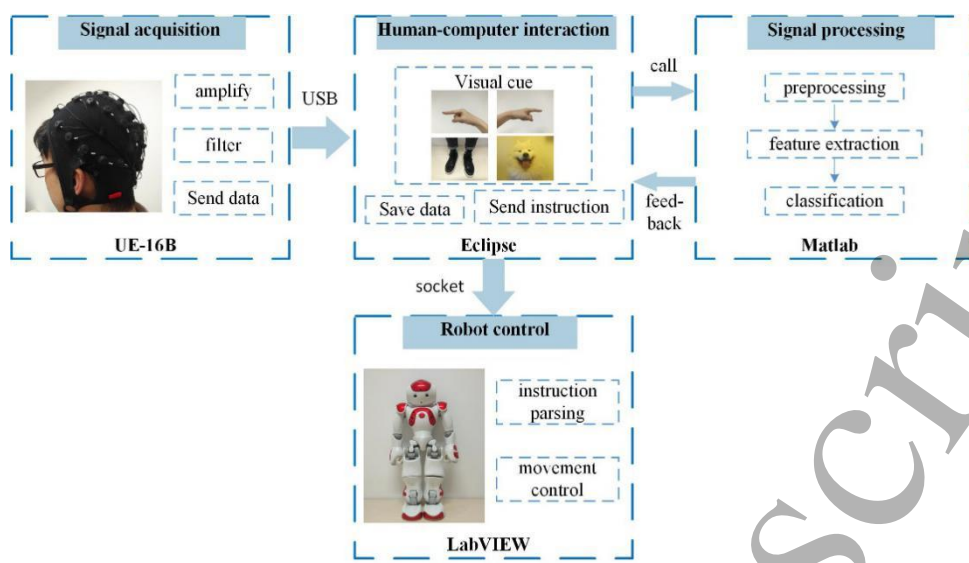 Signal acquisition
amplify
filter
Send data
UE-16B
USB
Human-computer interaction
Visual cue
Save data
Send instruction
Eclipse
call
feed-
back
Signal processing
preprocessing
feature extraction
classification
Matlab
socket
Robot control
instruction
parsing
movement
control
LabVIEW
scri